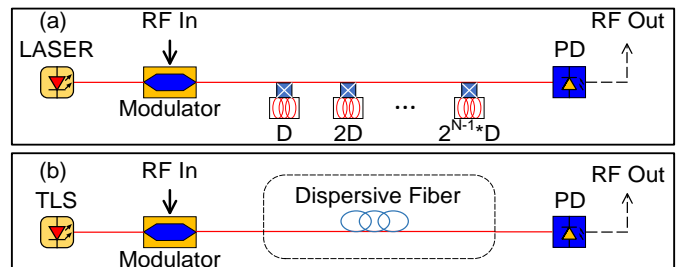 (a)
RF In
RF Out
LASER
PD
Modulator
D
2D
...
2^{N-1}*D
(b)
RF In
RF Out
TLS
Dispersive Fiber
PD
Modulator